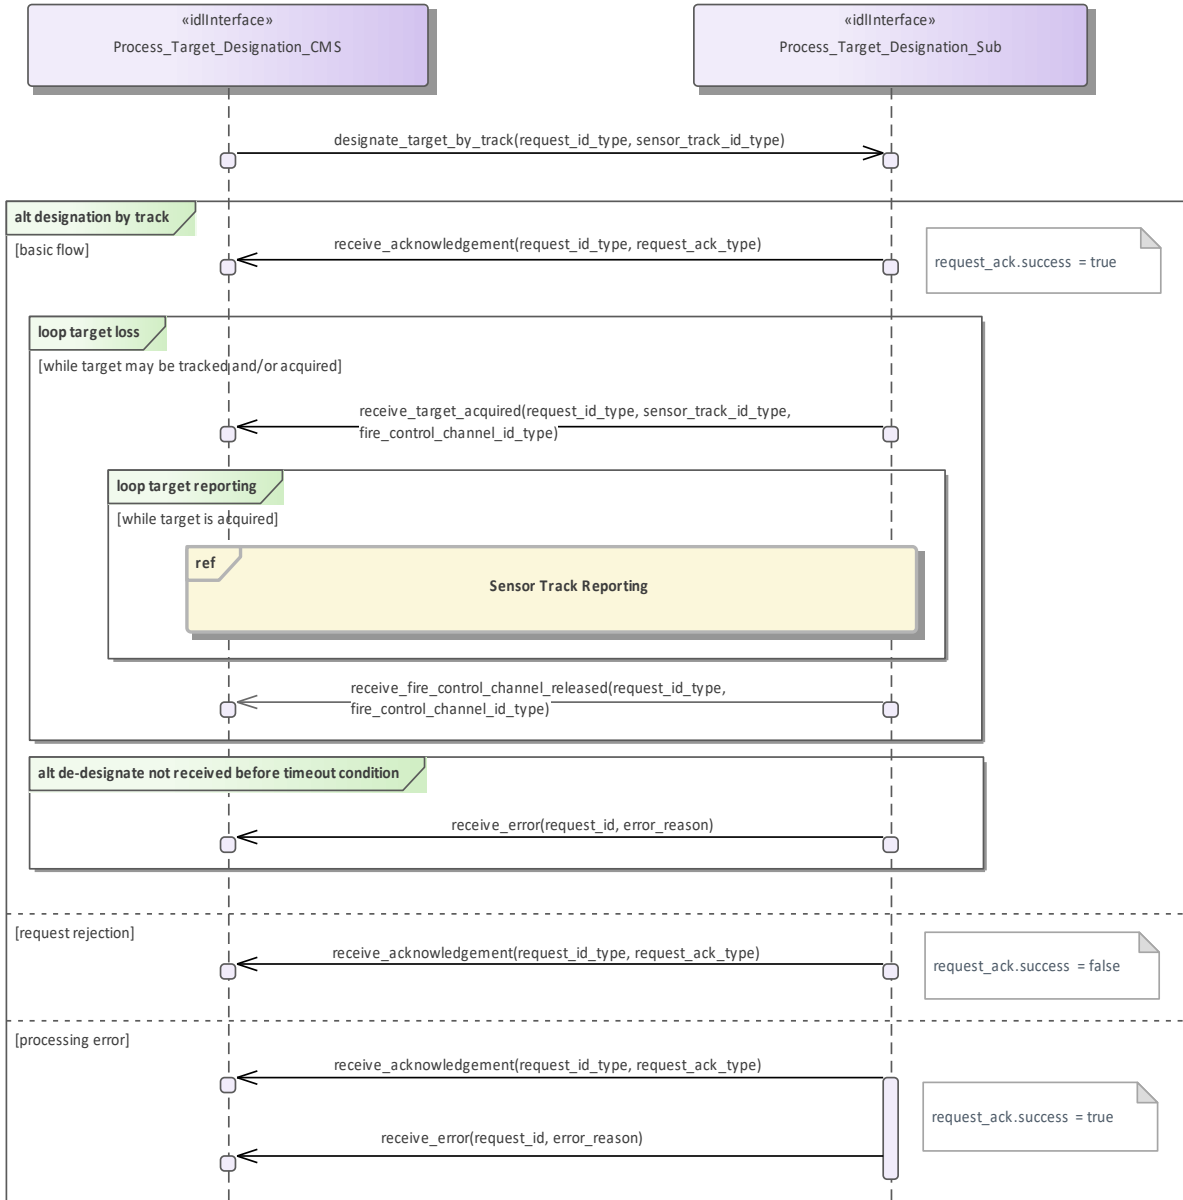 «idlInterface»
Process_Target_Designation_CMS
«idlInterface»
Process_Target_Designation_Sub
designate_target_by_track(request_id_type, sensor_track_id_type)
alt designation by track
[basic flow]
receive_acknowledgement(request_id_type, request_ack_type)
request_ack.success = true
loop target loss
[while target may be tracked and/or acquired]
receive_target_acquired(request_id_type, sensor_track_id_type,
fire_control_channel_id_type)
loop target reporting
[while target is acquired]
ref
Sensor Track Reporting
receive_fire_control_channel_released(request_id_type,
fire_control_channel_id_type)
alt de-designate not received before timeout condition
receive_error(request_id, error_reason)
[request rejection]
receive_acknowledgement(request_id_type, request_ack_type)
request_ack.success = false
[processing error]
receive_acknowledgement(request_id_type, request_ack_type)
request_ack.success = true
receive_error(request_id, error_reason)